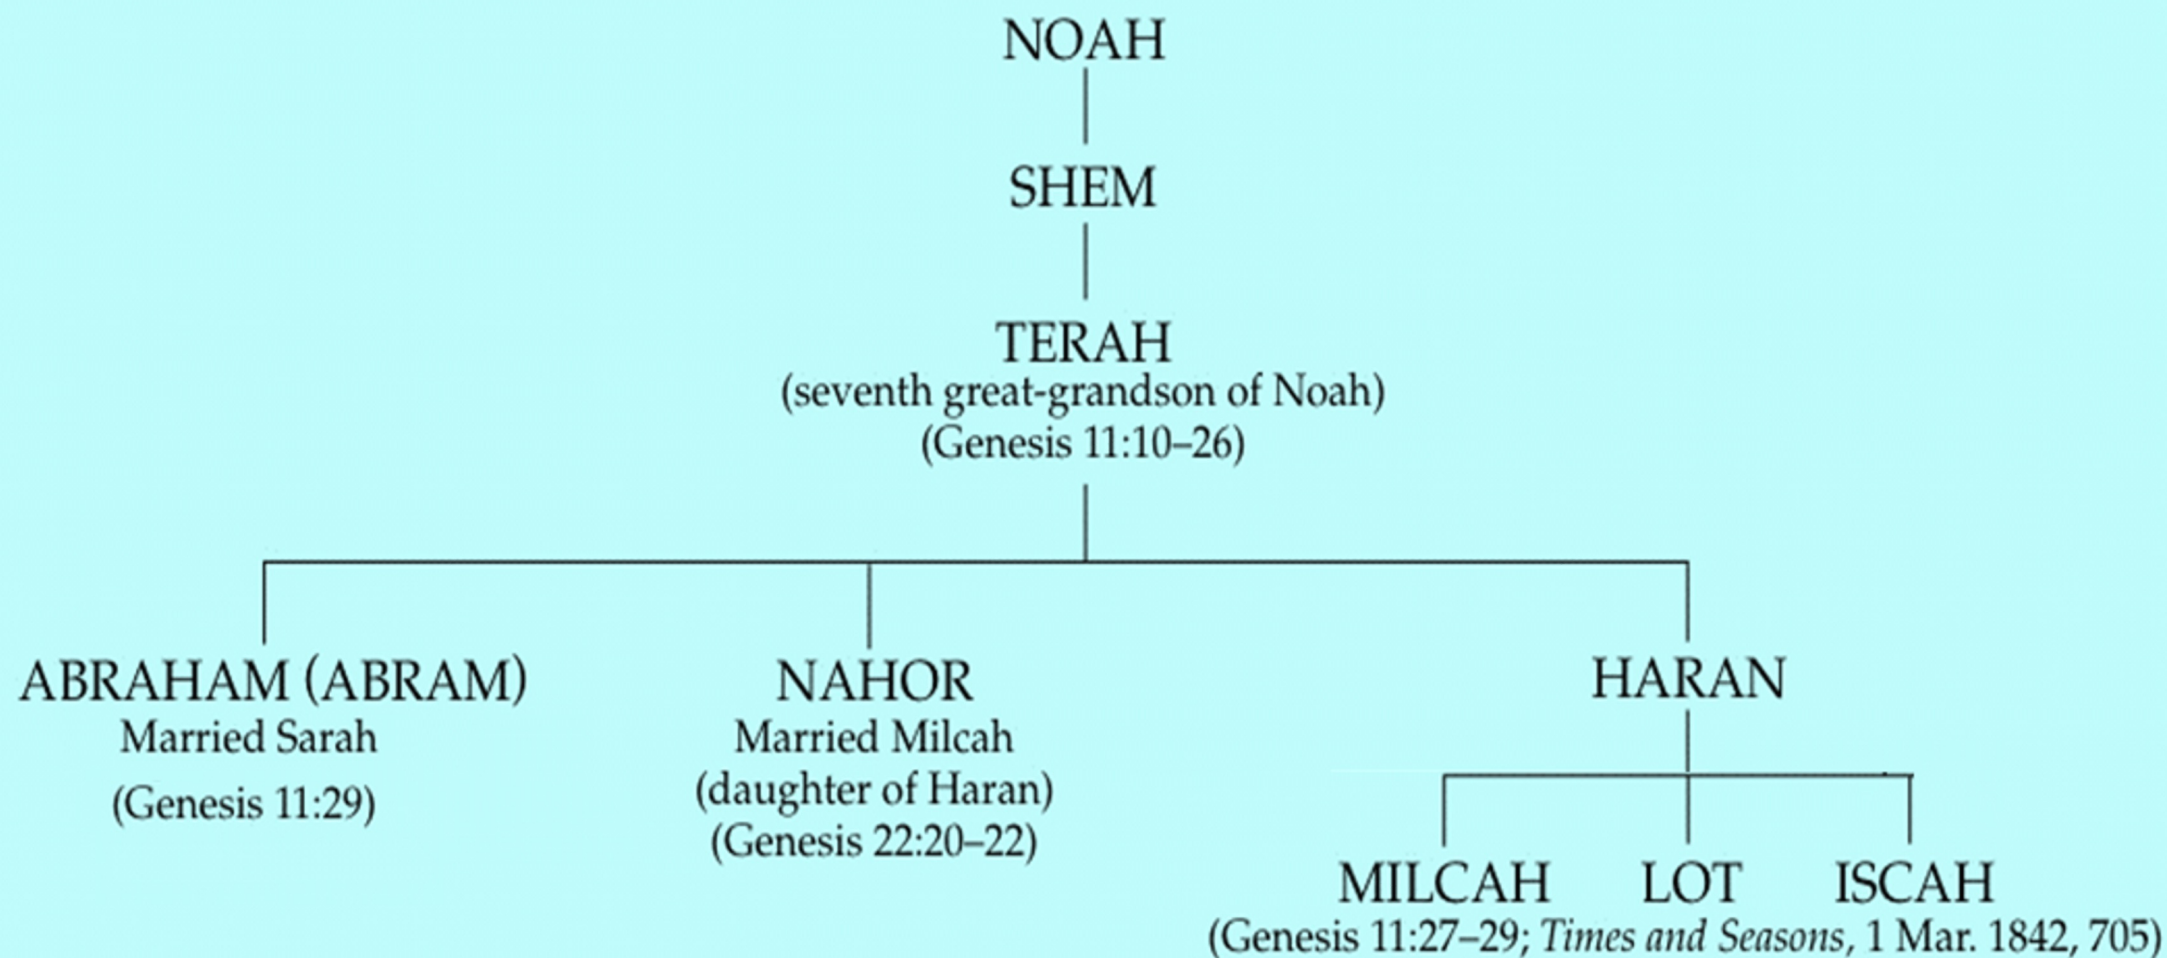 NOAH
SHEM
TERAH
(seventh great-grandson of Noah)
(Genesis 11:10–26)
ABRAHAM (ABRAM)
Married Sarah
(Genesis 11:29)
NAHOR
Married Milcah
(daughter of Haran)
(Genesis 22:20–22)
HARAN
MILCAH LOT ISCAH
(Genesis 11:27–29; Times and Seasons, 1 Mar. 1842, 705)